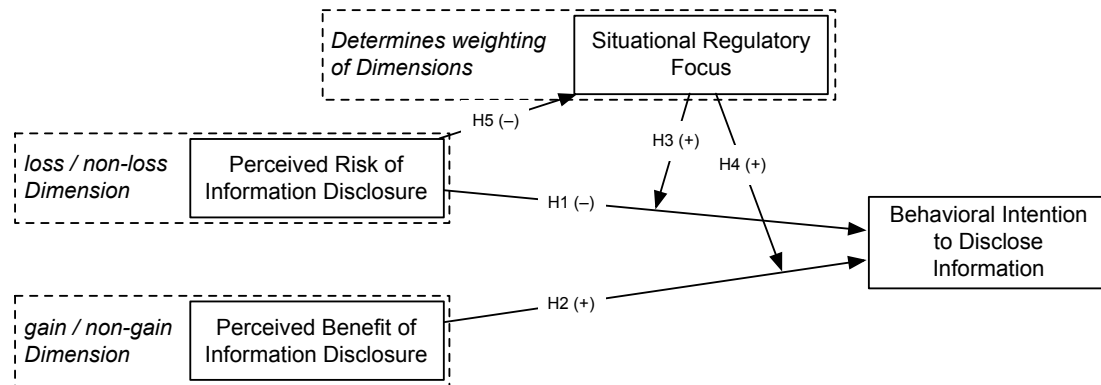 Determines weighting
of Dimensions
Situational Regulatory
Focus
H5 (–)
H3 (+)
H4 (+)
loss / non-loss
Dimension
Perceived Risk of
Information Disclosure
H1 (–)
Behavioral Intention
to Disclose
Information
H2 (+)
gain / non-gain
Dimension
Perceived Benefit of
Information Disclosure